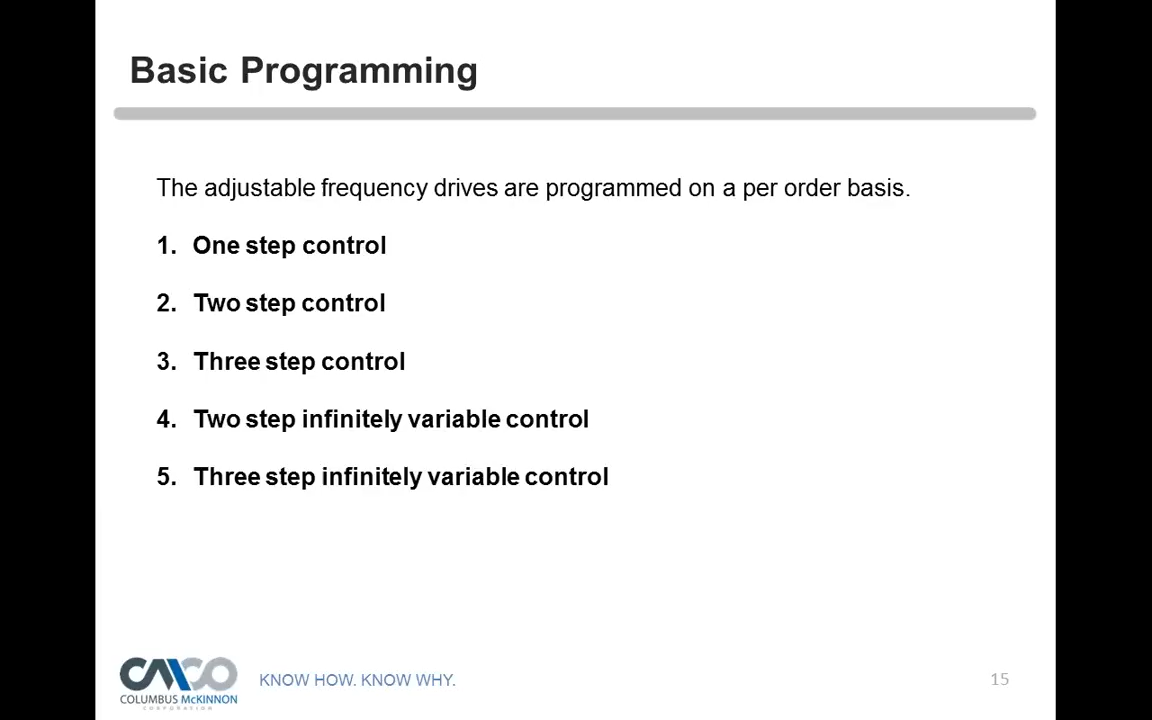 Basic Programming
The adjustable frequency drives are programmed on a per order basis.
1. One step control
2. Two step control
3. Three step control
4. Two step infinitely variable control
5. Three step infinitely variable control
COLUMBUS McKINNON
CORPORATION
KNOW HOW. KNOW WHY.
15